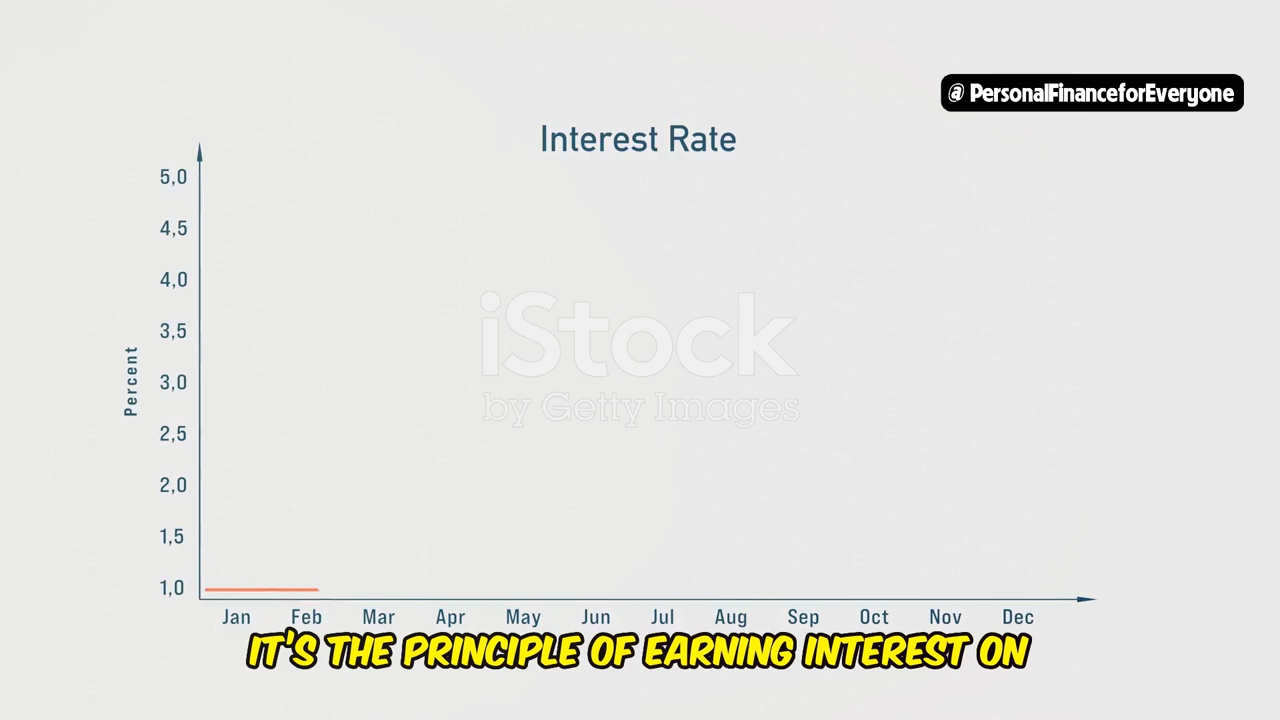 @ PersonalFinanceforEveryone
Interest Rate
5,0
4,5
4,0
3,5
3,0
2,5
2,0
1,5
1,0
Percent
iStock
by Getty Images
Jan Feb Mar Apr May Jun Jul Aug Sep Oct Nov Dec
IT'S THE PRINCIPLE OF EARNING INTEREST ON